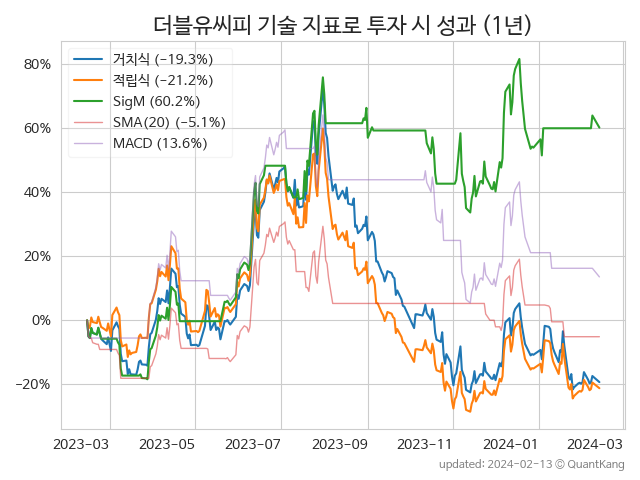 더블유씨피 기술 지표로 투자 시 성과 (1년)
거치식 (−19.3%)
적립식 (−21.2%)
SigM (60.2%)
SMA(20) (−5.1%)
MACD (13.6%)
80%
60%
40%
20%
0%
−20%
2023-03
2023-05
2023-07
2023-09
2023-11
2024-01
2024-03
updated: 2024-02-13 © QuantKang